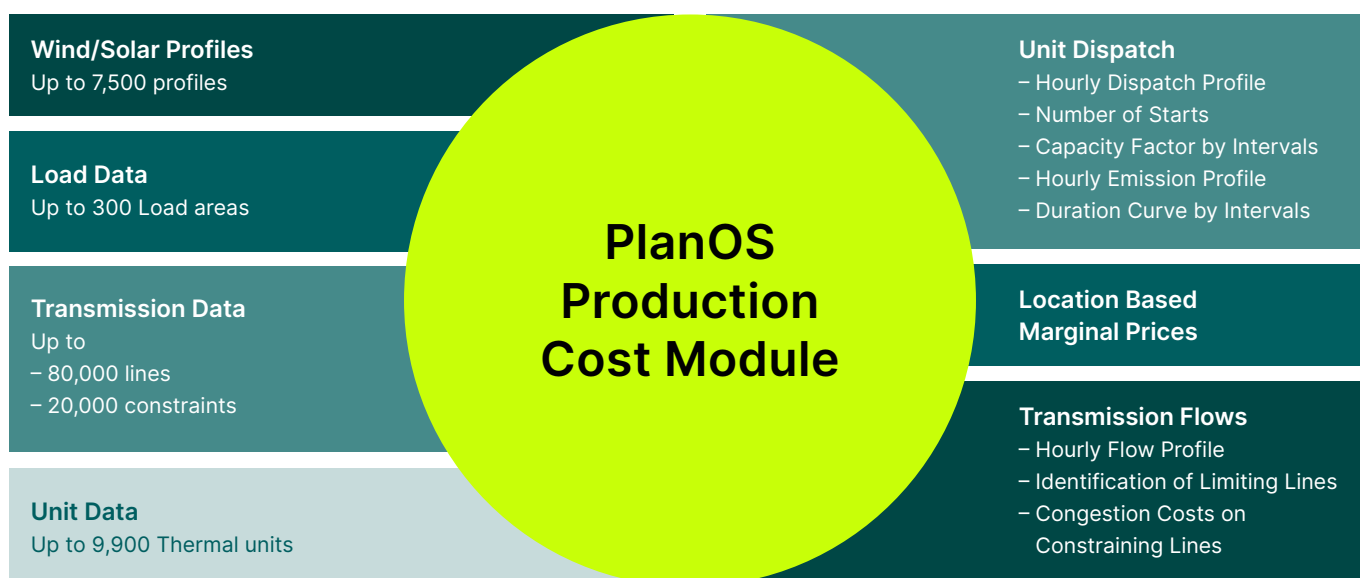 Wind/Solar Profiles
Up to 7,500 profiles
Load Data
Up to 300 Load areas
Transmission Data
Up to
– 80,000 lines
– 20,000 constraints
Unit Data
Up to 9,900 Thermal units
PlanOS
Production
Cost Module
Unit Dispatch
– Hourly Dispatch Profile
– Number of Starts
– Capacity Factor by Intervals
– Hourly Emission Profile
– Duration Curve by Intervals
Location Based
Marginal Prices
Transmission Flows
– Hourly Flow Profile
– Identification of Limiting Lines
– Congestion Costs on
Constraining Lines